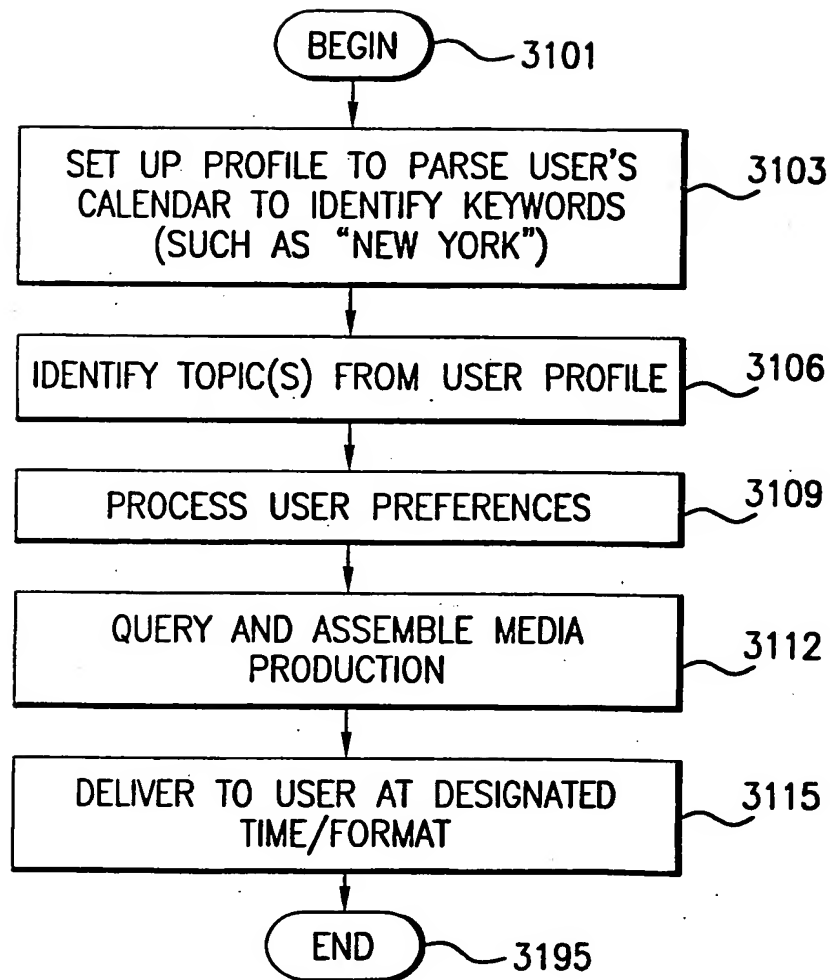 BEGIN
3101
SET UP PROFILE TO PARSE USER'S
CALENDAR TO IDENTIFY KEYWORDS
(SUCH AS "NEW YORK")
3103
IDENTIFY TOPIC(S) FROM USER PROFILE
3106
PROCESS USER PREFERENCES
3109
QUERY AND ASSEMBLE MEDIA
PRODUCTION
3112
DELIVER TO USER AT DESIGNATED
TIME/FORMAT
3115
END
3195